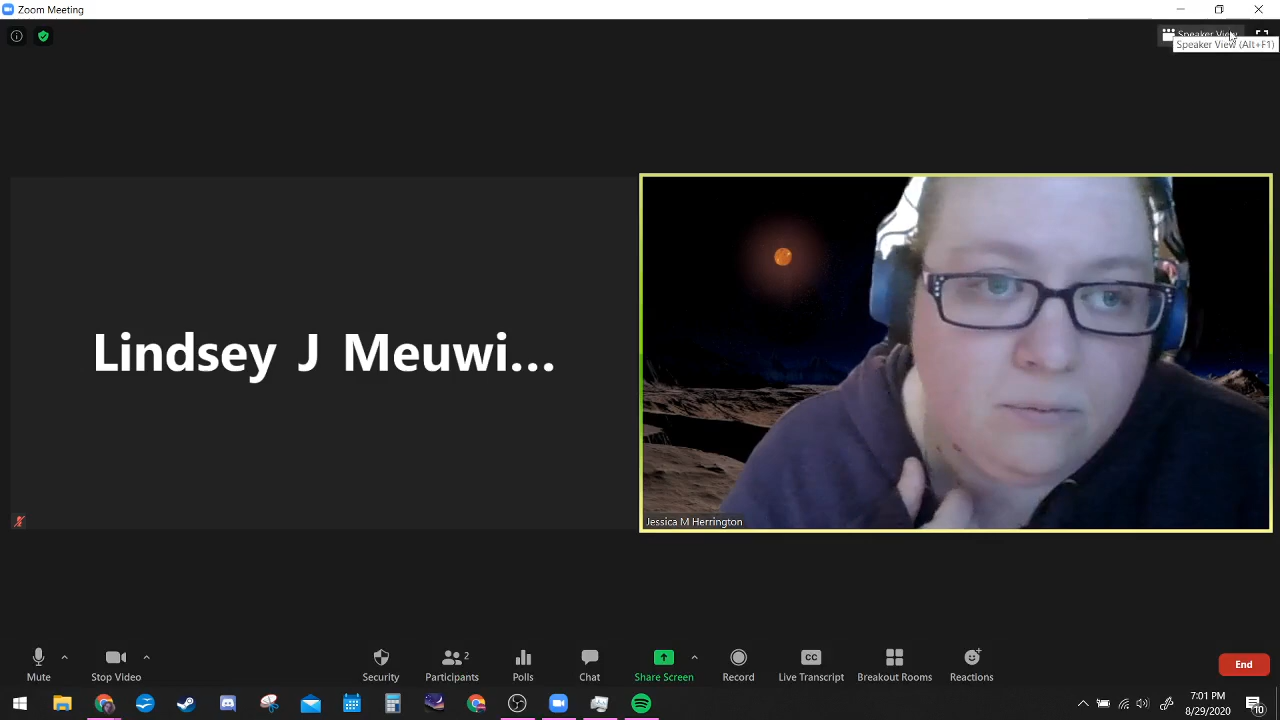 Zoom Meeting
Speaker View
Speaker View (Alt+F1)
Lindsey J Meuwi...
Jessica M Herrington
Mute
Stop Video
Security
2
Participants
Polls
Chat
Share Screen
Record
CC
Live Transcript
Breakout Rooms
Reactions
End
7:01 PM
8/29/2020
10